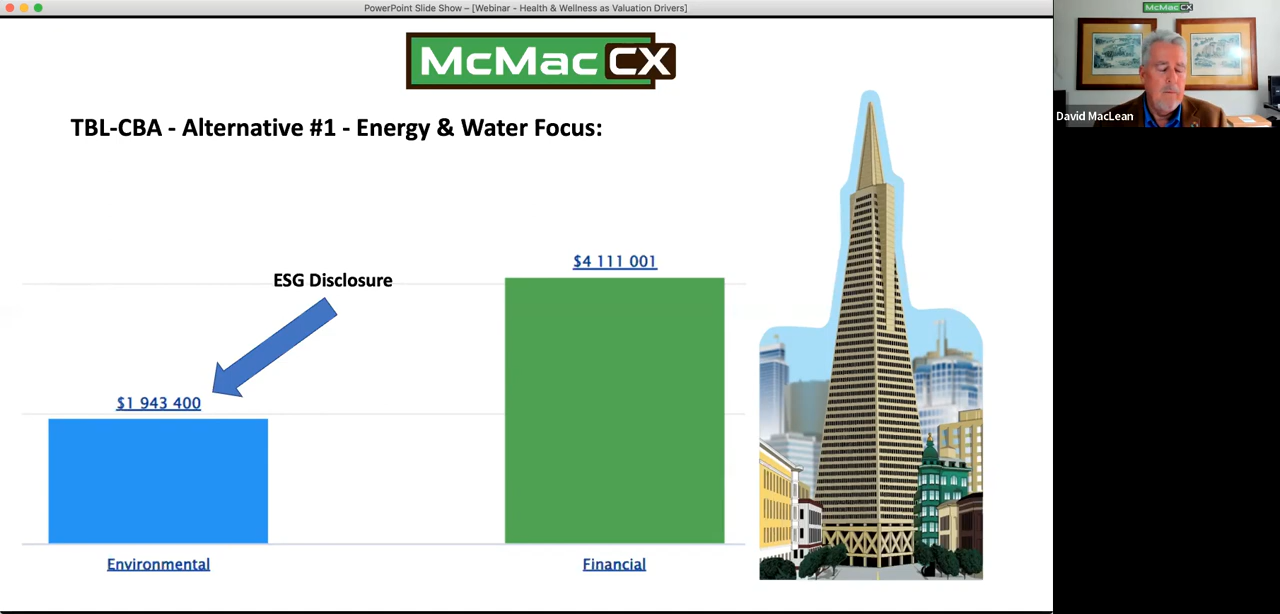 PowerPoint Slide Show – [Webinar - Health & Wellness as Valuation Drivers]
McMac CX
McMac CX
David MacLean
TBL-CBA - Alternative #1 - Energy & Water Focus:
$4 111 001
ESG Disclosure
$1 943 400
Environmental
Financial